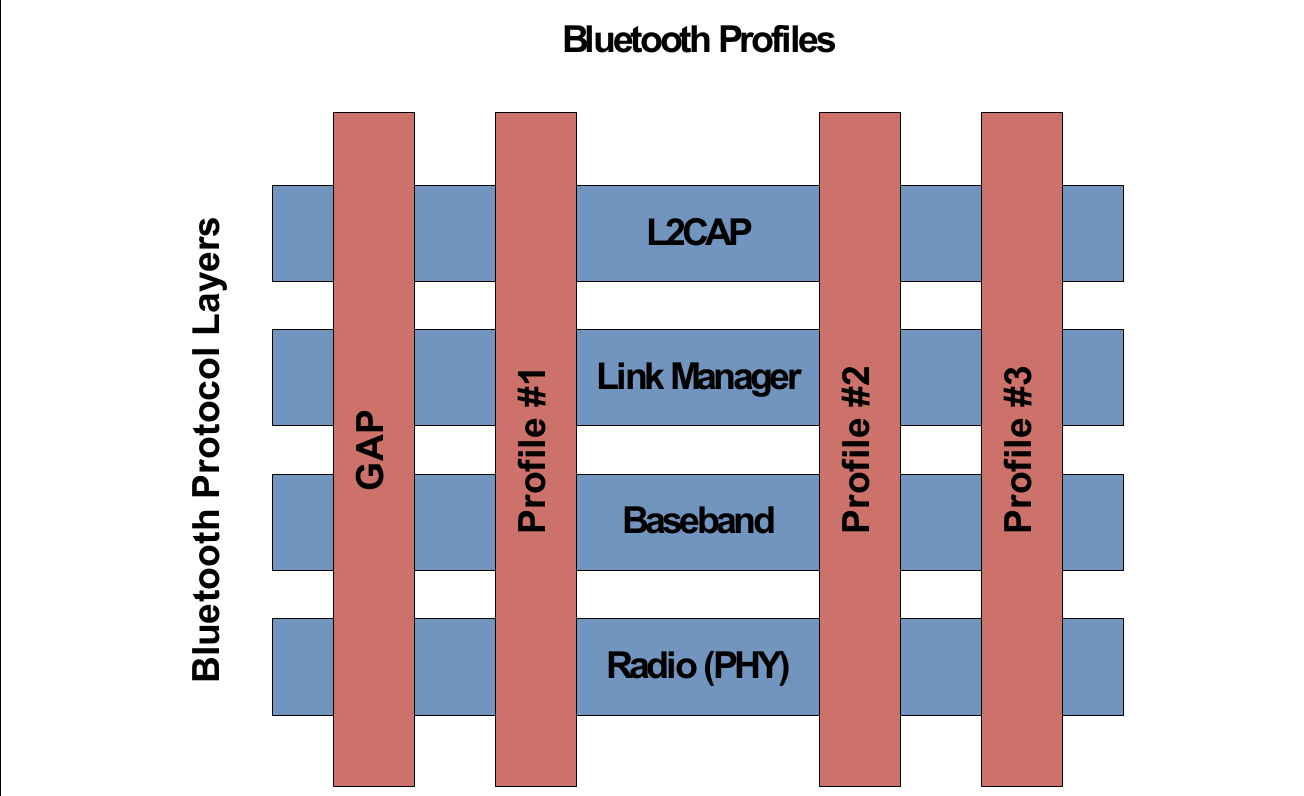 Bluetooth Profiles
Bluetooth Protocol Layers
GAP
Profile #1
Profile #2
Profile #3
L2CAP
Link Manager
Baseband
Radio (PHY)